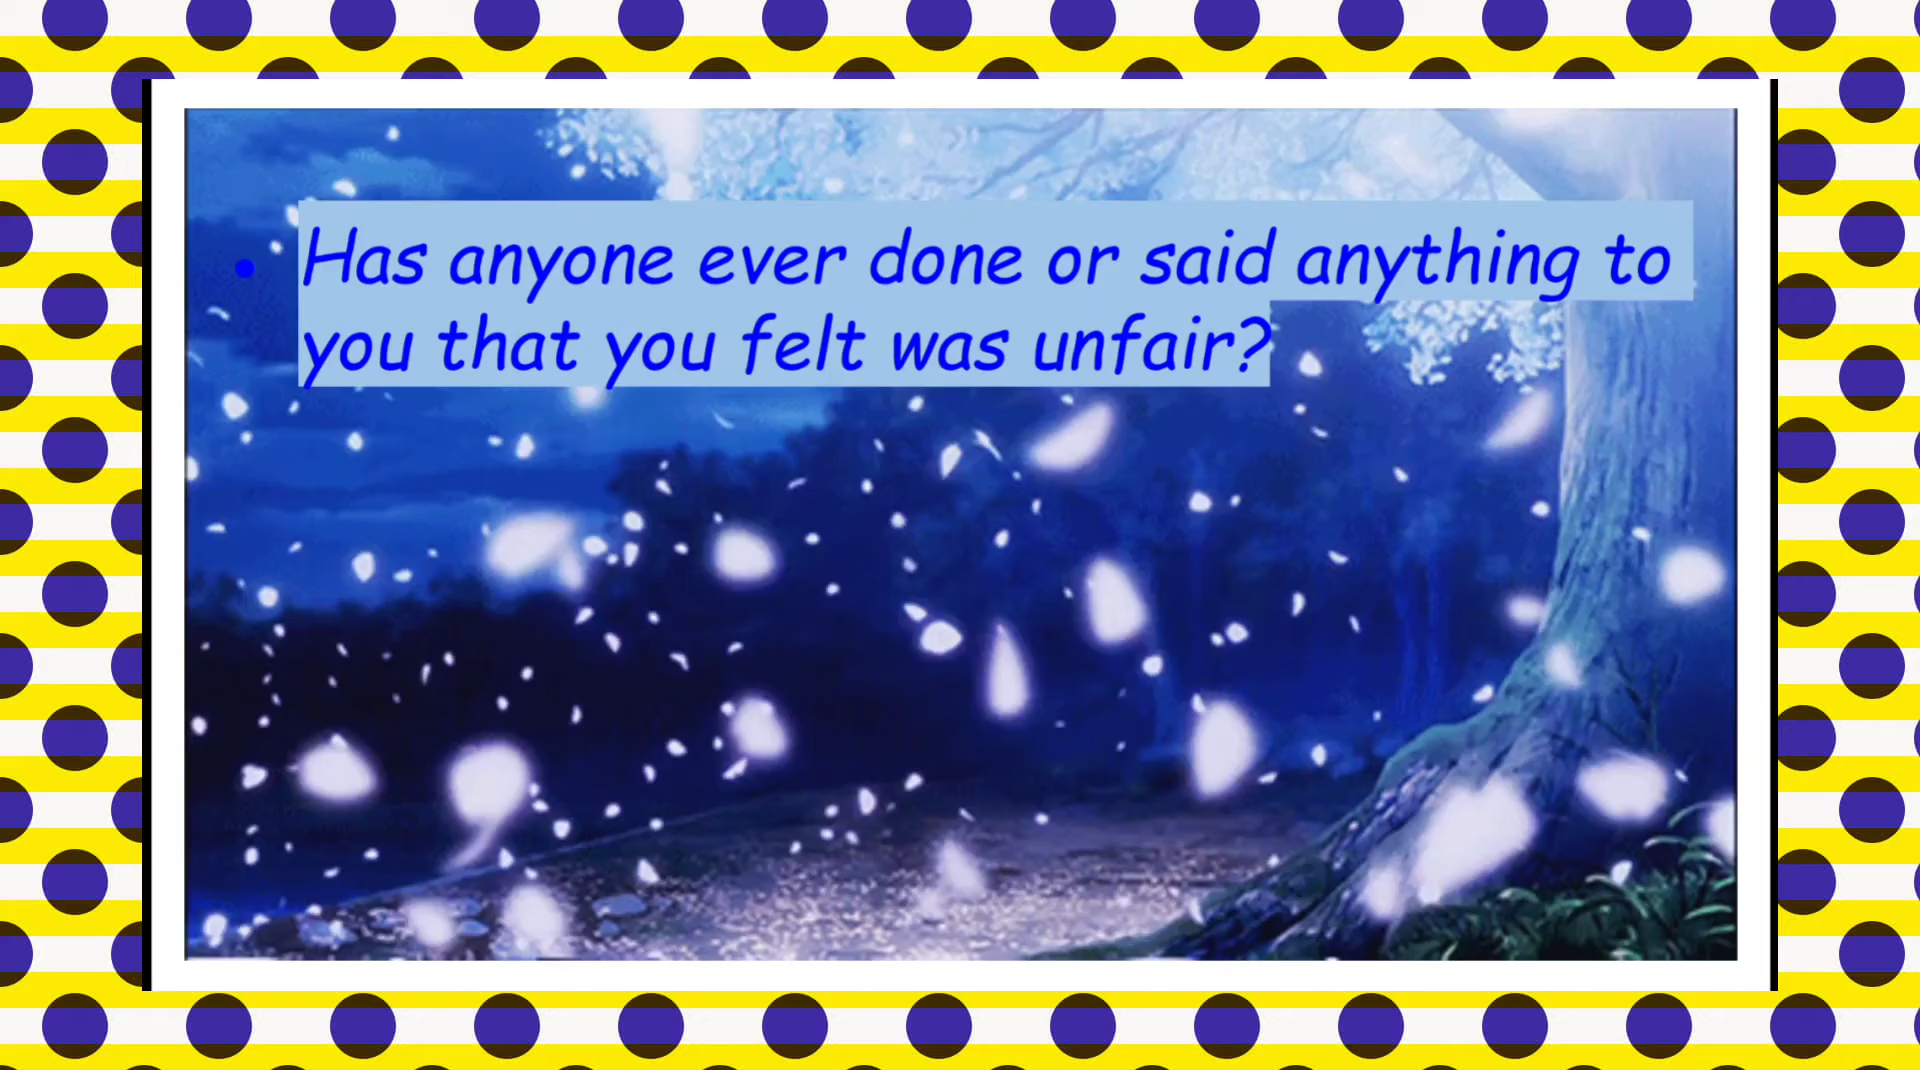 • Has anyone ever done or said anything to
you that you felt was unfair?